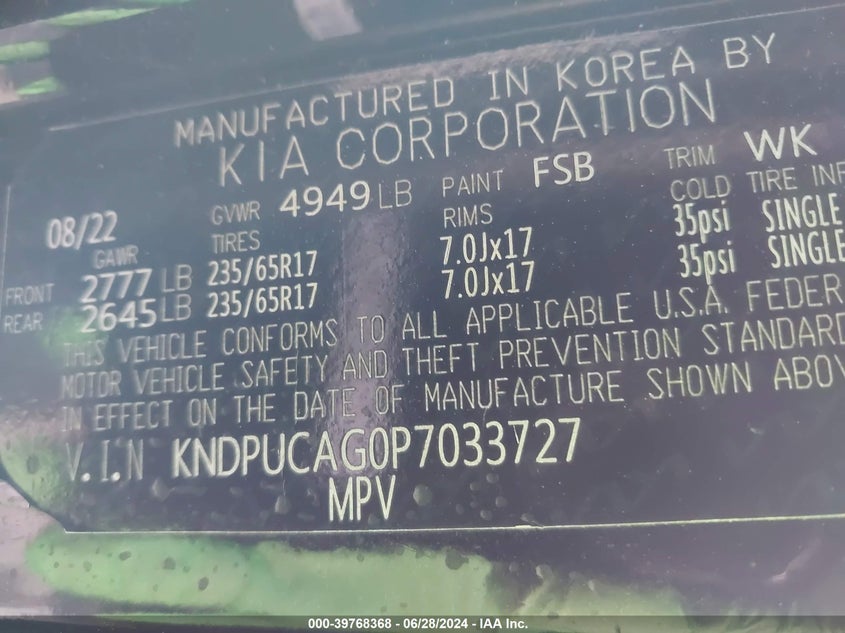 MANUFACTURED IN KOREA BY
KIA CORPORATION
08/22 GVWR 4949 LB PAINT FSB TRIM WK
GAWR TIRES RIMS COLD TIRE INF
FRONT 2777 LB 235/65R17 7.0Jx17 35psi SINGLE
REAR 2645 LB 235/65R17 7.0Jx17 35psi SINGLE
THIS VEHICLE CONFORMS TO ALL APPLICABLE U.S.A. FEDER
MOTOR VEHICLE SAFETY AND THEFT PREVENTION STANDARD
IN EFFECT ON THE DATE OF MANUFACTURE SHOWN ABOV
V.I.N KNDPUCAG0P7033727
MPV
000-39768368 - 06/28/2024 - IAA Inc.